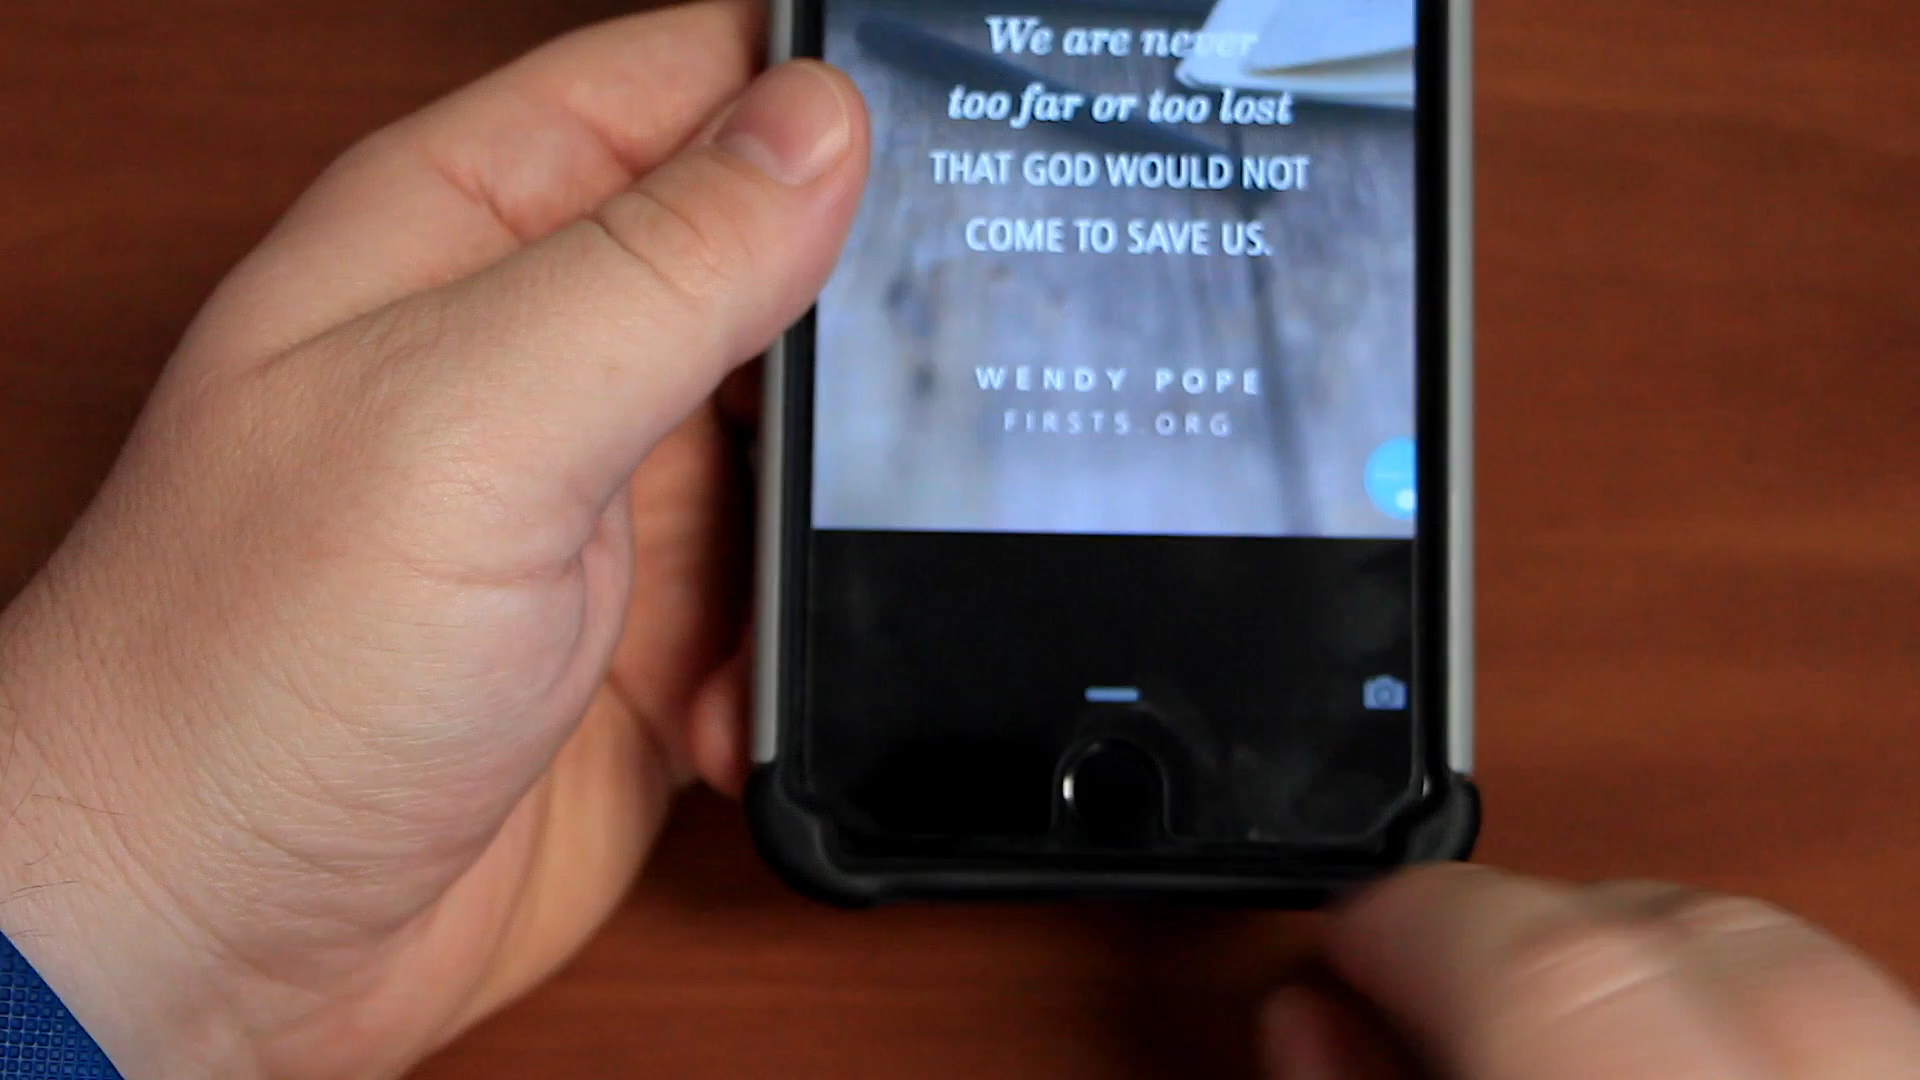 We are never
too far or too lost
THAT GOD WOULD NOT
COME TO SAVE US.
WENDY POPE
FIRST5.ORG